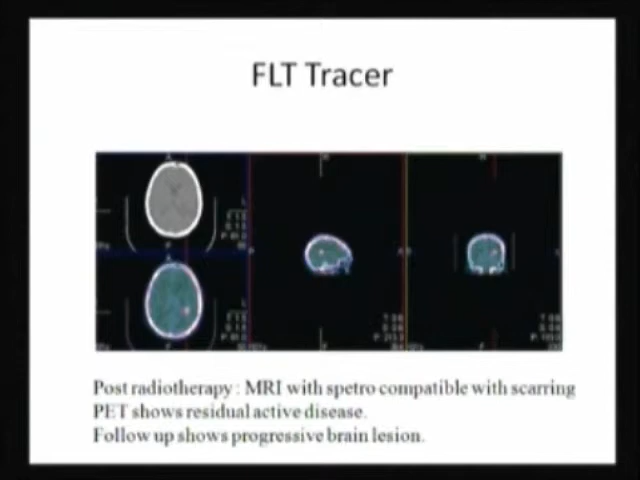 FLT Tracer
Post radiotherapy : MRI with spetro compatible with scarring
PET shows residual active disease.
Follow up shows progressive brain lesion.